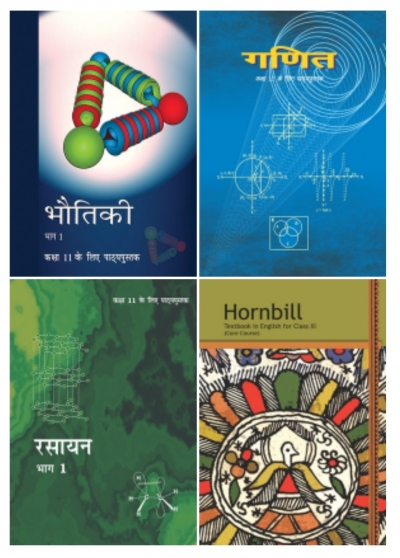 भौतिकी
भाग 1
कक्षा 11 के लिए पाठ्यपुस्तक
गणित
कक्षा 11 के लिए पाठ्यपुस्तक
कक्षा 11 के लिए पाठ्यपुस्तक
रसायन
भाग 1
Hornbill
Textbook in English for Class XI
(Core Course)